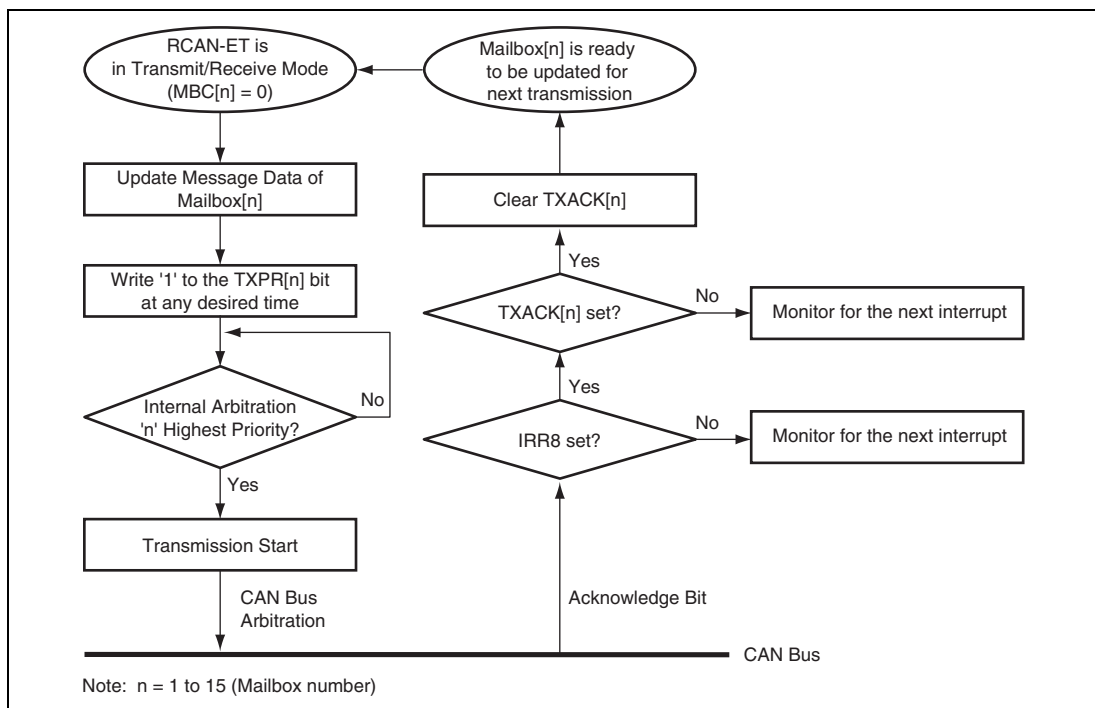 RCAN-ET is
in Transmit/Receive Mode
(MBC[n] = 0)
Update Message Data of
Mailbox[n]
Write '1' to the TXPR[n] bit
at any desired time
Internal Arbitration
'n' Highest Priority?
No
Yes
Transmission Start
CAN Bus
Arbitration
Mailbox[n] is ready
to be updated for
next transmission
Clear TXACK[n]
Yes
TXACK[n] set?
No
Monitor for the next interrupt
Yes
IRR8 set?
No
Monitor for the next interrupt
Acknowledge Bit
CAN Bus
Note: n = 1 to 15 (Mailbox number)